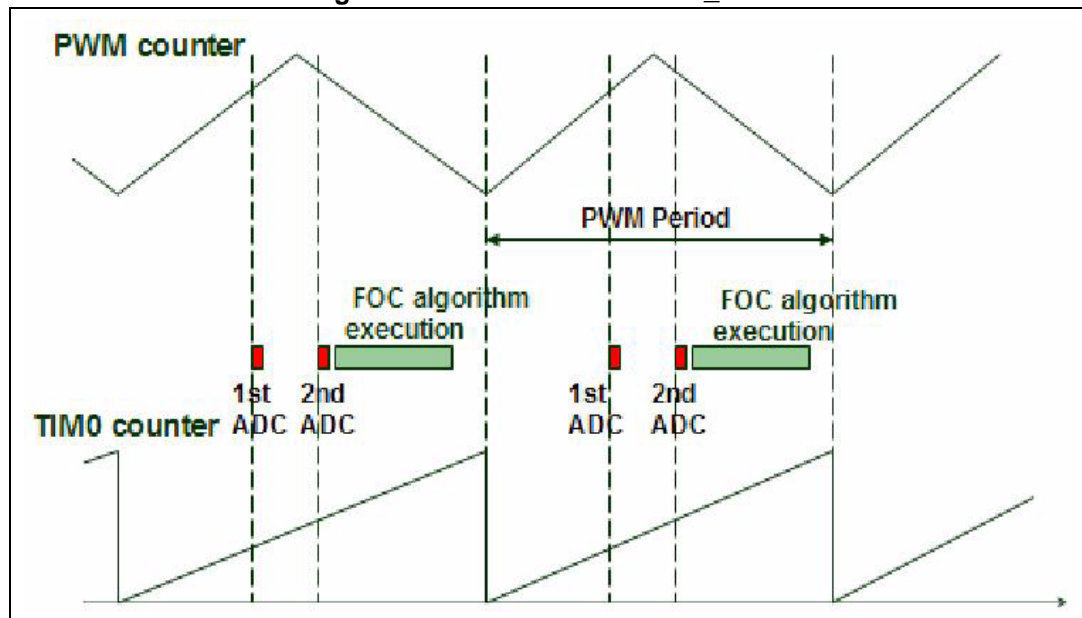 PWM counter
PWM Period
FOC algorithm
execution
FOC algorithm
execution
1st
ADC
2nd
ADC
1st
ADC
2nd
ADC
TIM0 counter